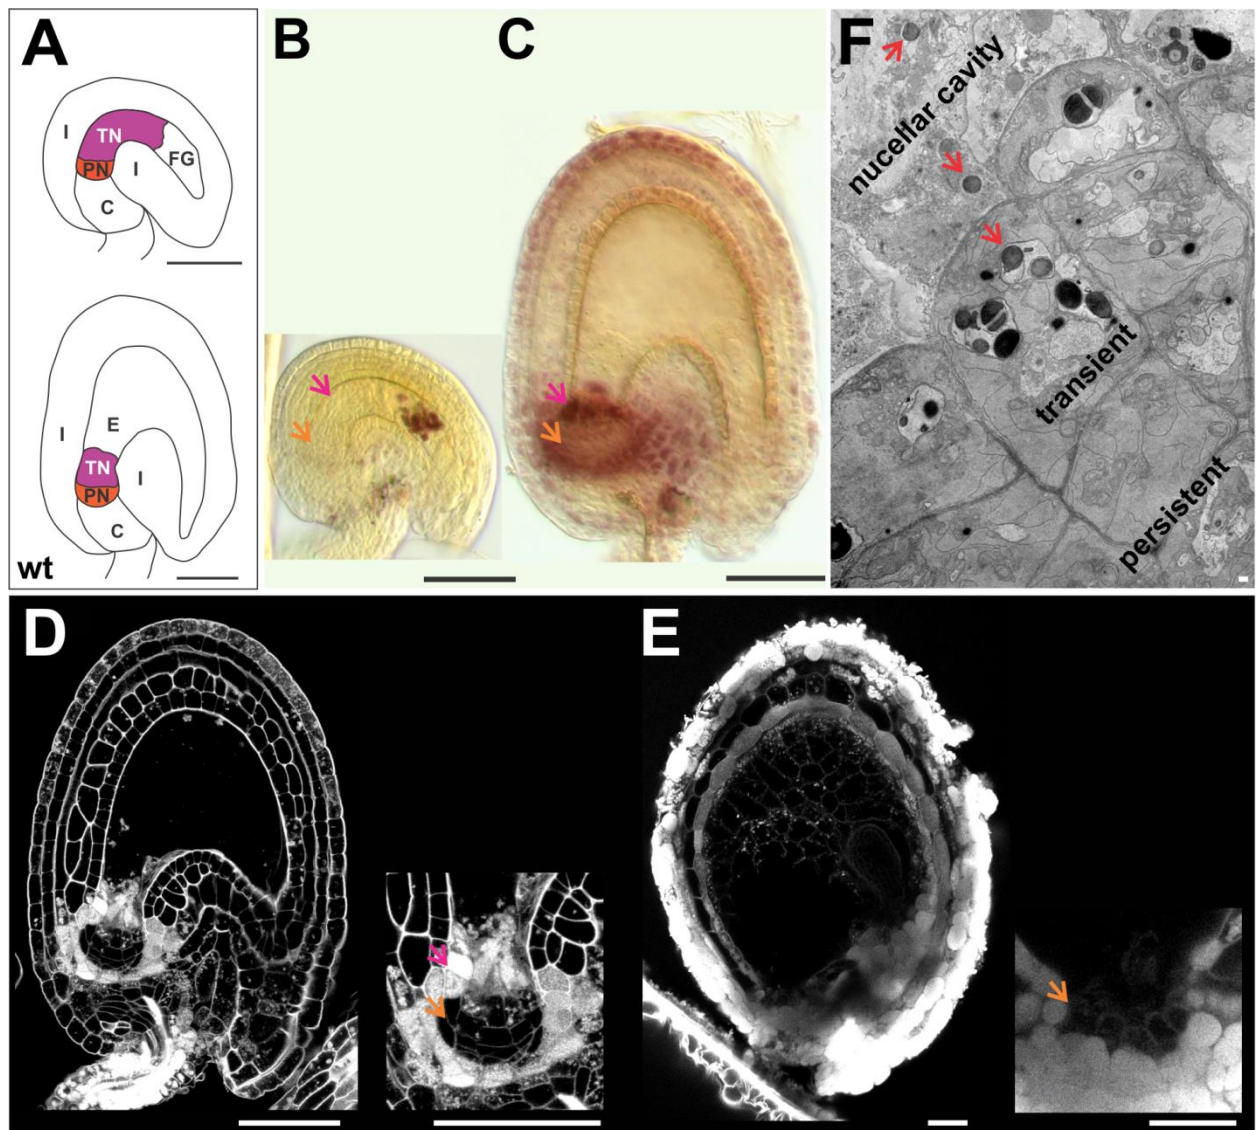 A
I
TN
FG
PN
I
C
I
E
TN
PN
I
C
wt
B
C
F
nucellar cavity
transient
persistent
D
E